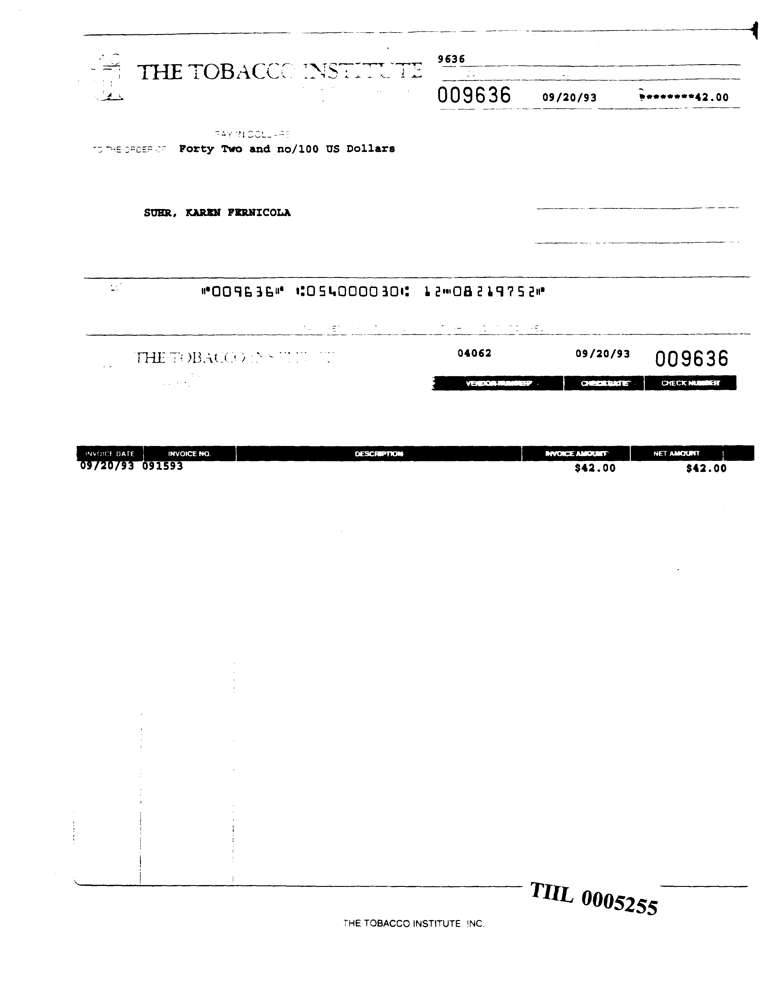 9636
THE TOBACCO INSTITUTE
009636 09/20/93 $********42.00
PAY IN DOLLARS
TO THE ORDER OF Forty Two and no/100 US Dollars
SUHR, KAREN FERNICOLA
⑈009636⑈ ⑆054000030⑆ 12⑉08219752⑈
THE TOBACCO INSTITUTE 04062 09/20/93 009636
VENDOR NUMBER CHECK DATE CHECK NUMBER
INVOICE DATE INVOICE NO. DESCRIPTION INVOICE AMOUNT NET AMOUNT
09/20/93 091593 $42.00 $42.00
TIIL 0005255
THE TOBACCO INSTITUTE, INC.